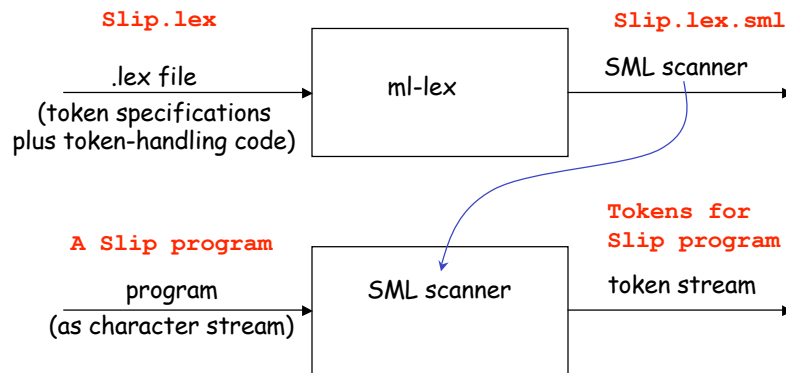 Slip.lex
Slip.lex.sml
.lex file
(token specifications
plus token-handling code)
ml-lex
SML scanner
Tokens for
Slip program
A Slip program
program
(as character stream)
SML scanner
token stream